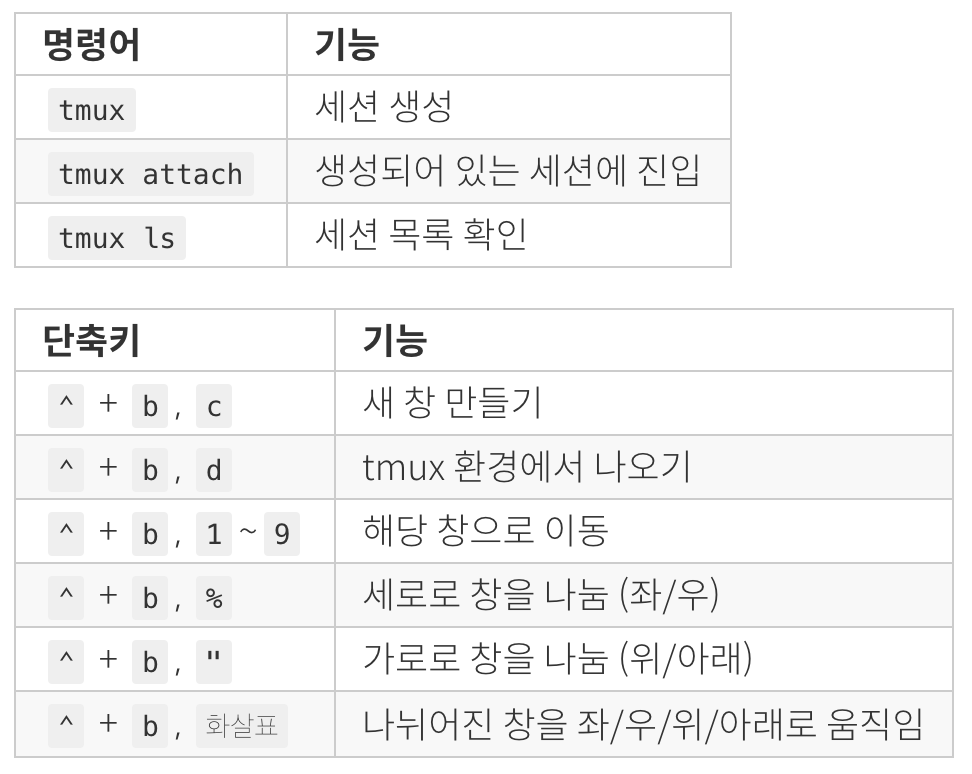 명령어 기능
tmux 세션 생성
tmux attach 생성되어 있는 세션에 진입
tmux ls 세션 목록 확인
단축키 기능
^ + b , c 새 창 만들기
^ + b , d tmux 환경에서 나오기
^ + b , 1 ~ 9 해당 창으로 이동
^ + b , % 세로로 창을 나눔 (좌/우)
^ + b , " 가로로 창을 나눔 (위/아래)
^ + b , 화살표 나뉘어진 창을 좌/우/위/아래로 움직임